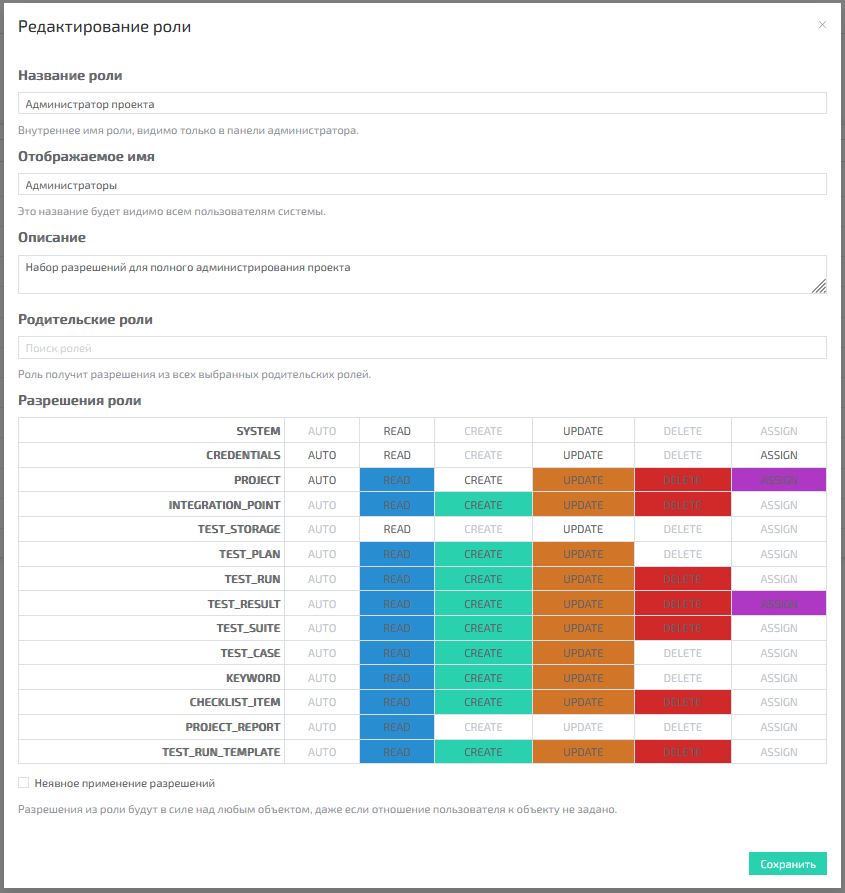 Редактирование роли
Название роли
Администратор проекта
Внутреннее имя роли, видимо только в панели администратора.
Отображаемое имя
Администраторы
Это название будет видимо всем пользователям системы.
Описание
Набор разрешений для полного администрирования проекта
Родительские роли
Поиск ролей
Роль получит разрешения из всех выбранных родительских ролей.
Разрешения роли
SYSTEM AUTO READ CREATE UPDATE DELETE ASSIGN
CREDENTIALS AUTO READ CREATE UPDATE DELETE ASSIGN
PROJECT AUTO READ CREATE UPDATE DELETE ASSIGN
INTEGRATION_POINT AUTO READ CREATE UPDATE DELETE ASSIGN
TEST_STORAGE AUTO READ CREATE UPDATE DELETE ASSIGN
TEST_PLAN AUTO READ CREATE UPDATE DELETE ASSIGN
TEST_RUN AUTO READ CREATE UPDATE DELETE ASSIGN
TEST_RESULT AUTO READ CREATE UPDATE DELETE ASSIGN
TEST_SUITE AUTO READ CREATE UPDATE DELETE ASSIGN
TEST_CASE AUTO READ CREATE UPDATE DELETE ASSIGN
KEYWORD AUTO READ CREATE UPDATE DELETE ASSIGN
CHECKLIST_ITEM AUTO READ CREATE UPDATE DELETE ASSIGN
PROJECT_REPORT AUTO READ CREATE UPDATE DELETE ASSIGN
TEST_RUN_TEMPLATE AUTO READ CREATE UPDATE DELETE ASSIGN
Неявное применение разрешений
Разрешения из роли будут в силе над любым объектом, даже если отношение пользователя к объекту не задано.
Сохранить